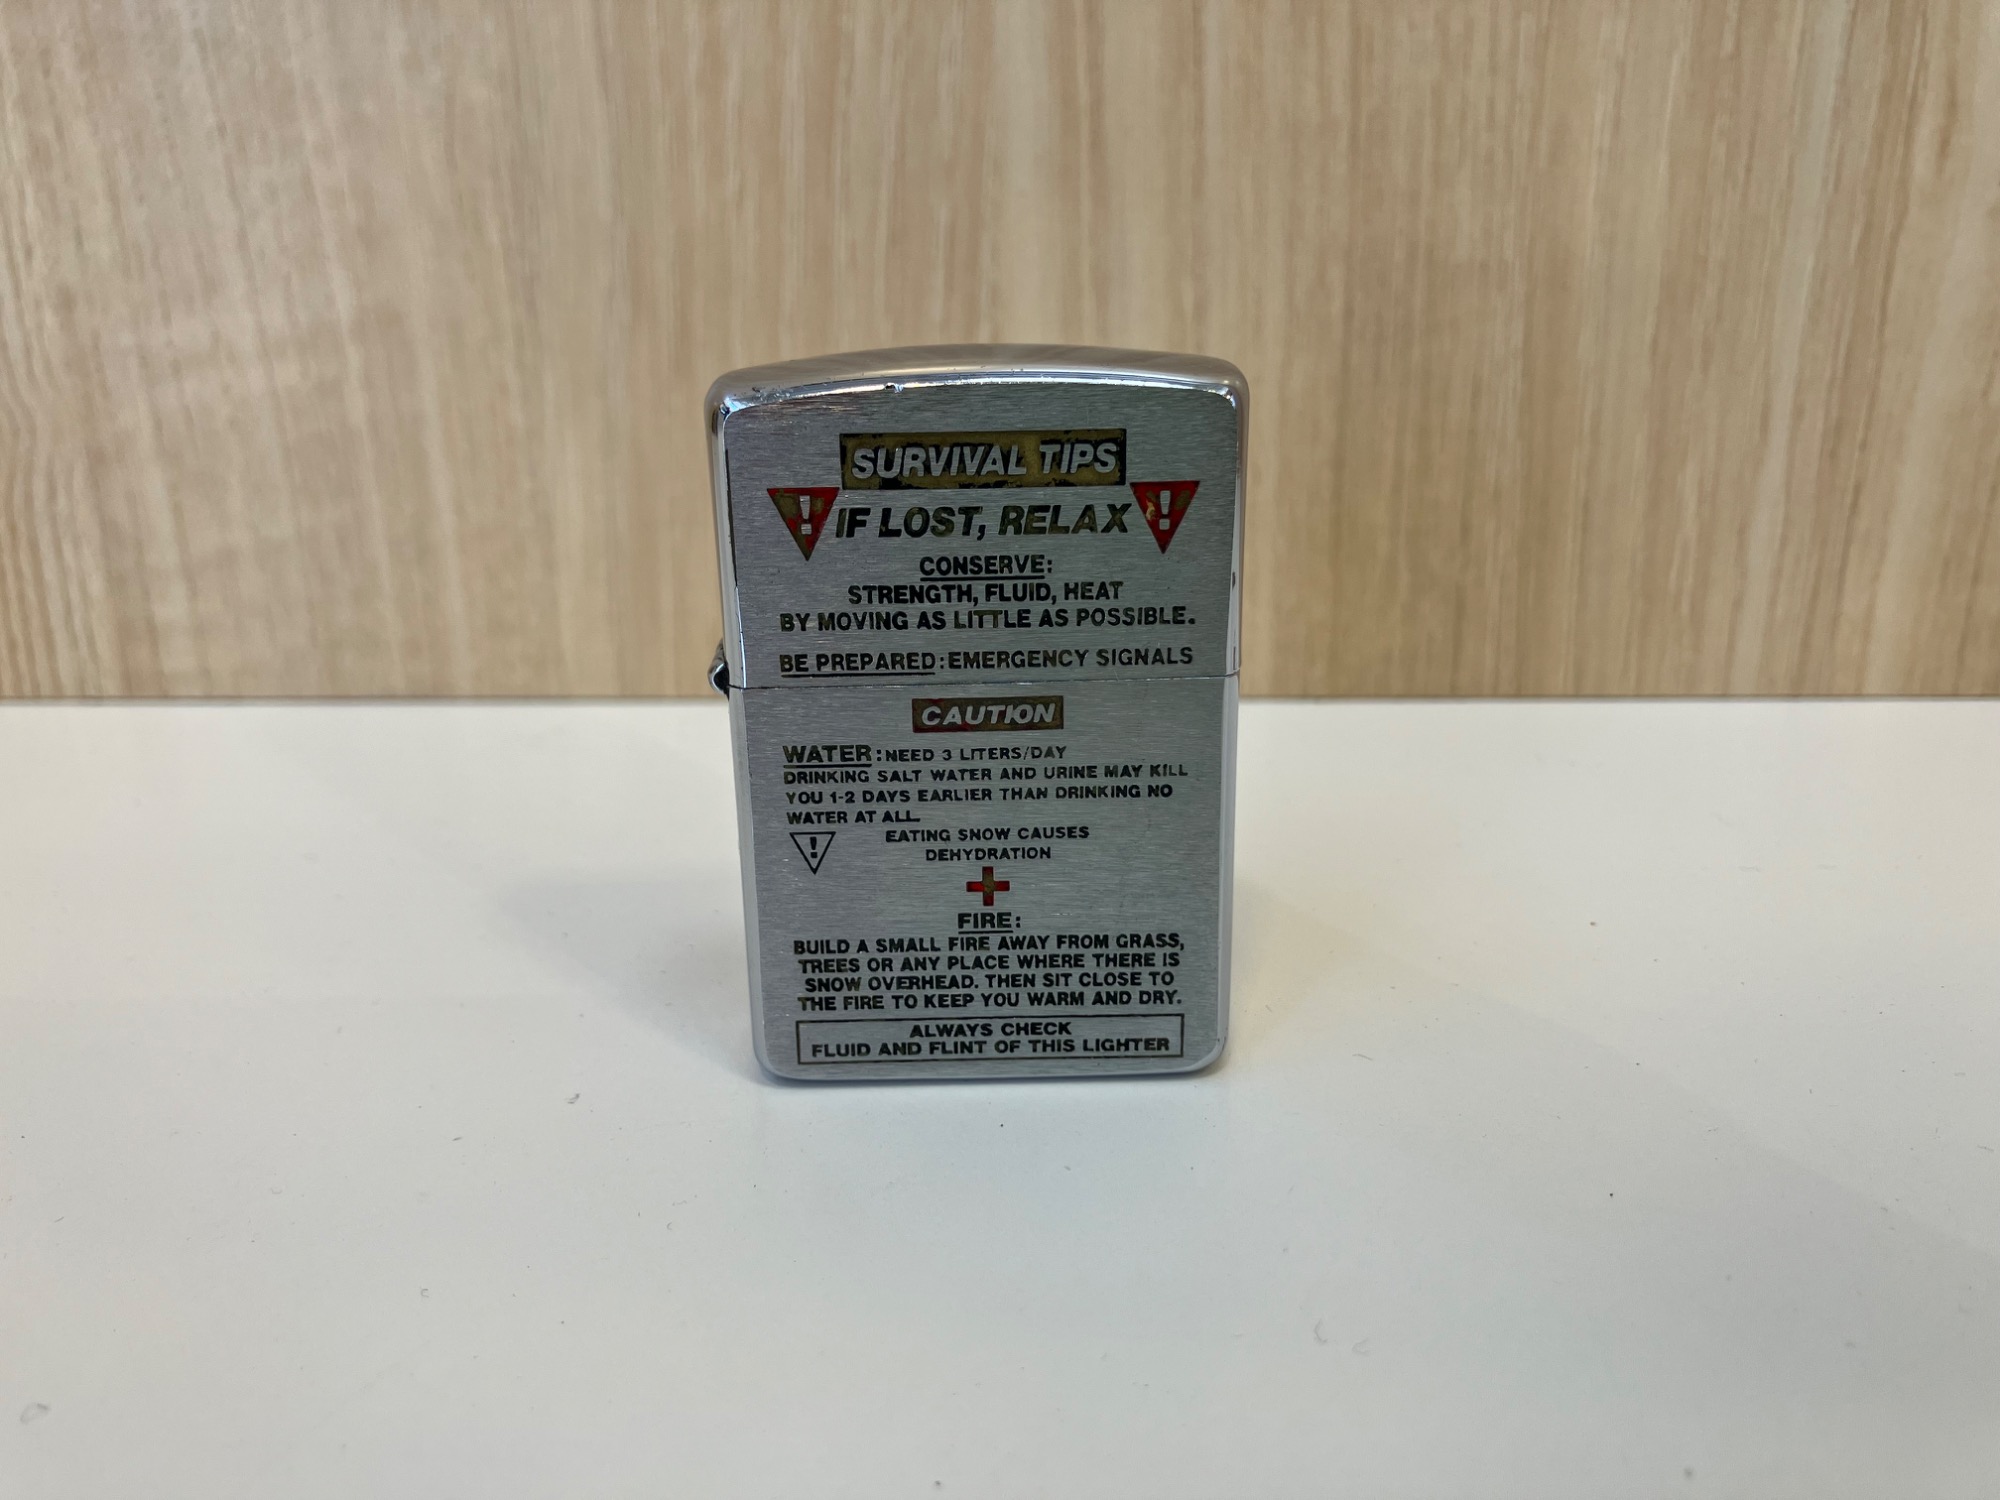 SURVIVAL TIPS
! IF LOST, RELAX !
CONSERVE:
STRENGTH, FLUID, HEAT
BY MOVING AS LITTLE AS POSSIBLE.
BE PREPARED: EMERGENCY SIGNALS
CAUTION
WATER: NEED 3 LITERS/DAY
DRINKING SALT WATER AND URINE MAY KILL
YOU 1-2 DAYS EARLIER THAN DRINKING NO
WATER AT ALL.
! EATING SNOW CAUSES
DEHYDRATION
FIRE:
BUILD A SMALL FIRE AWAY FROM GRASS,
TREES OR ANY PLACE WHERE THERE IS
SNOW OVERHEAD. THEN SIT CLOSE TO
THE FIRE TO KEEP YOU WARM AND DRY.
ALWAYS CHECK
FLUID AND FLINT OF THIS LIGHTER